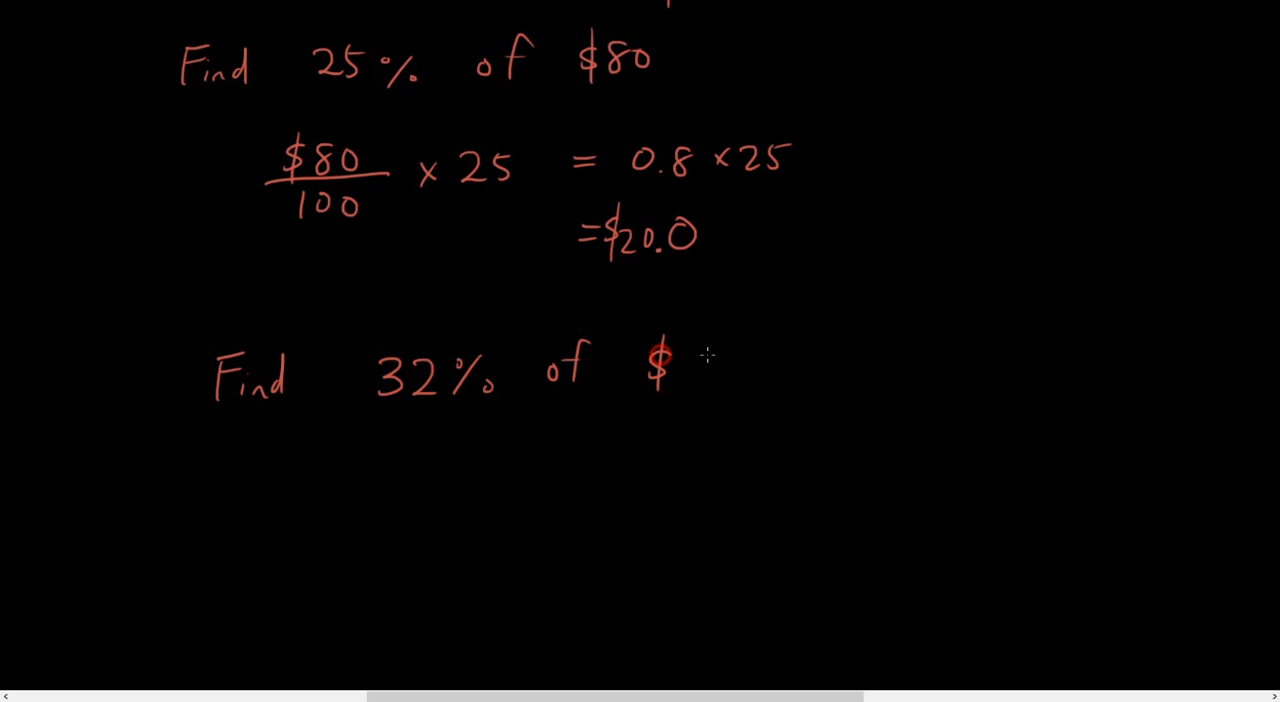 Find 25% of $80
$80
100
× 25 = 0.8 × 25
= $20.0
Find 32% of $